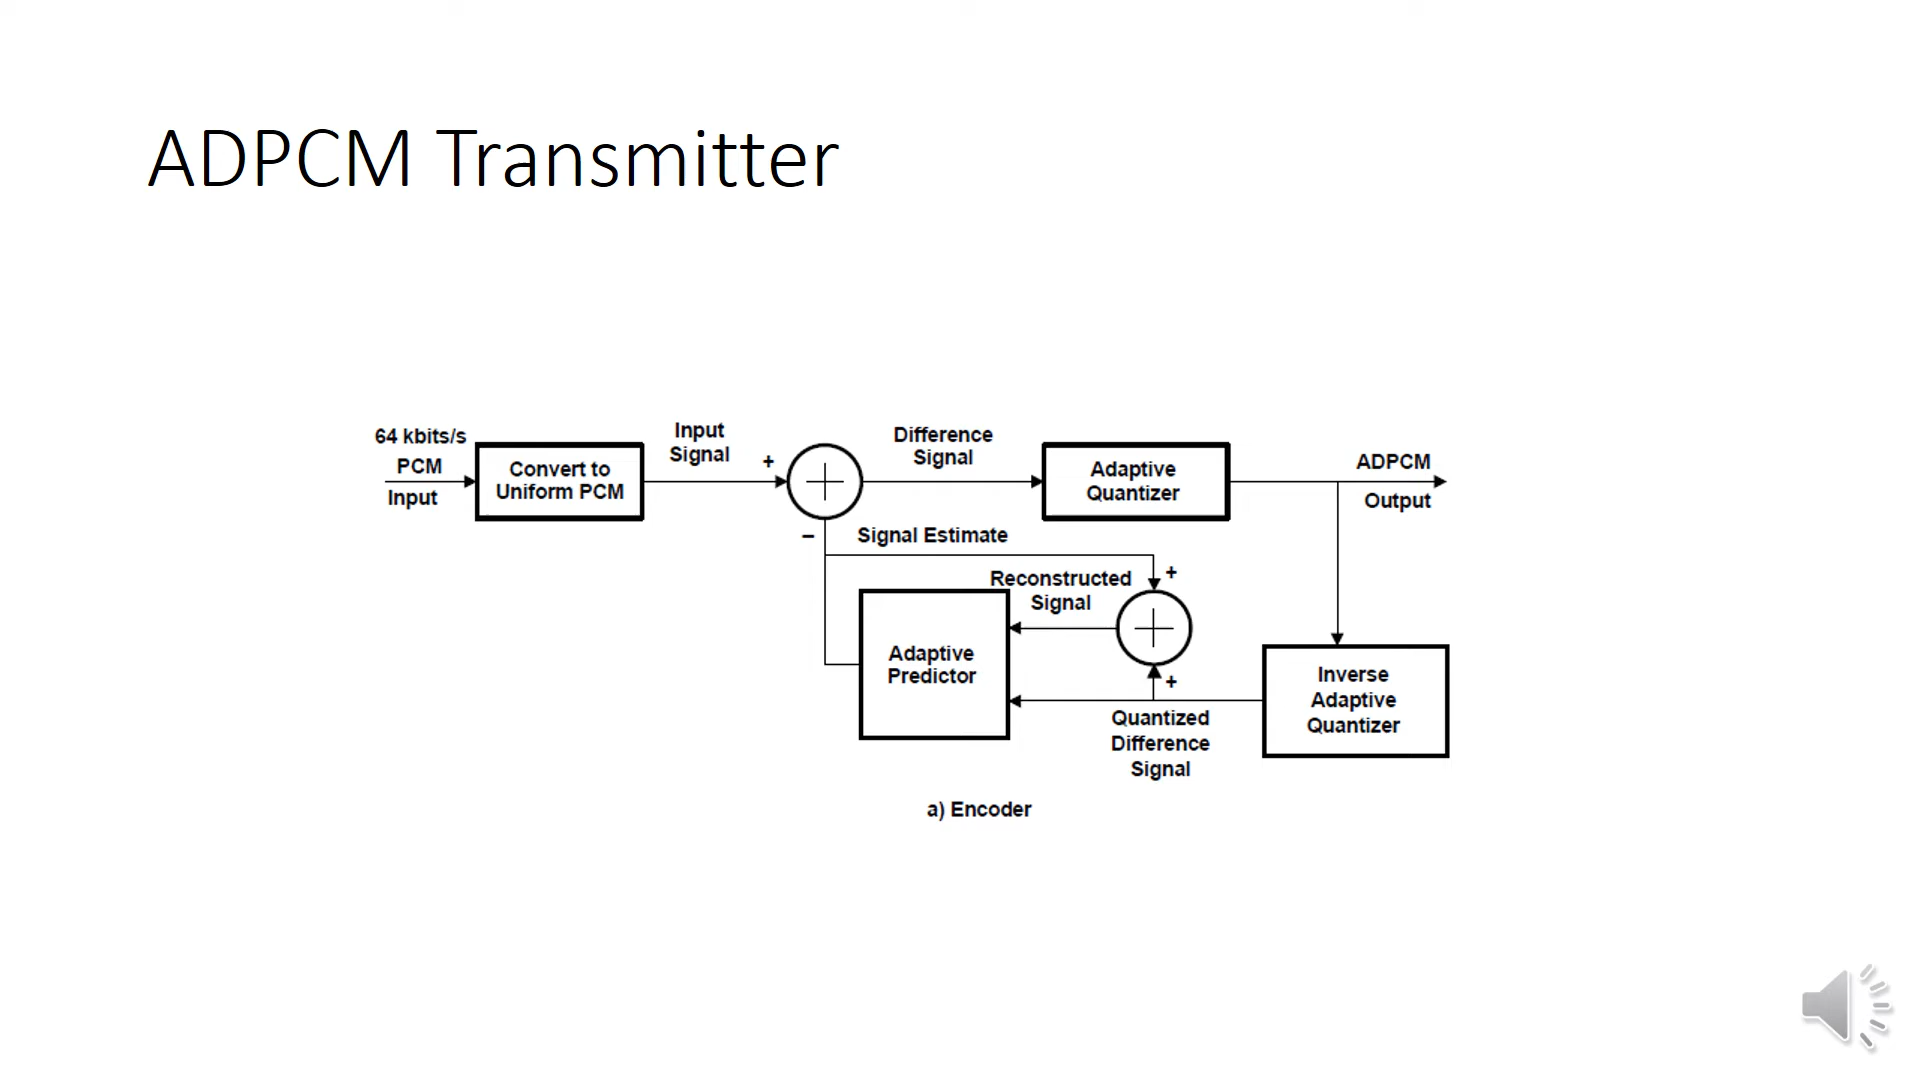 ADPCM Transmitter
64 kbits/s
PCM
Input
Convert to
Uniform PCM
Input
Signal
+
Difference
Signal
Adaptive
Quantizer
ADPCM
Output
–
Signal Estimate
+
Reconstructed
Signal
Adaptive
Predictor
+
Quantized
Difference
Signal
Inverse
Adaptive
Quantizer
a) Encoder